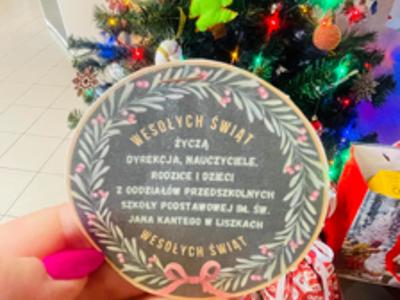 WESOŁYCH ŚWIĄT
ŻYCZĄ
DYREKCJA, NAUCZYCIELE,
RODZICE I DZIECI
Z ODDZIAŁÓW PRZEDSZKOLNYCH
SZKOŁY PODSTAWOWEJ IM. ŚW.
JANA KANTEGO W LISZKACH
WESOŁYCH ŚWIĄT